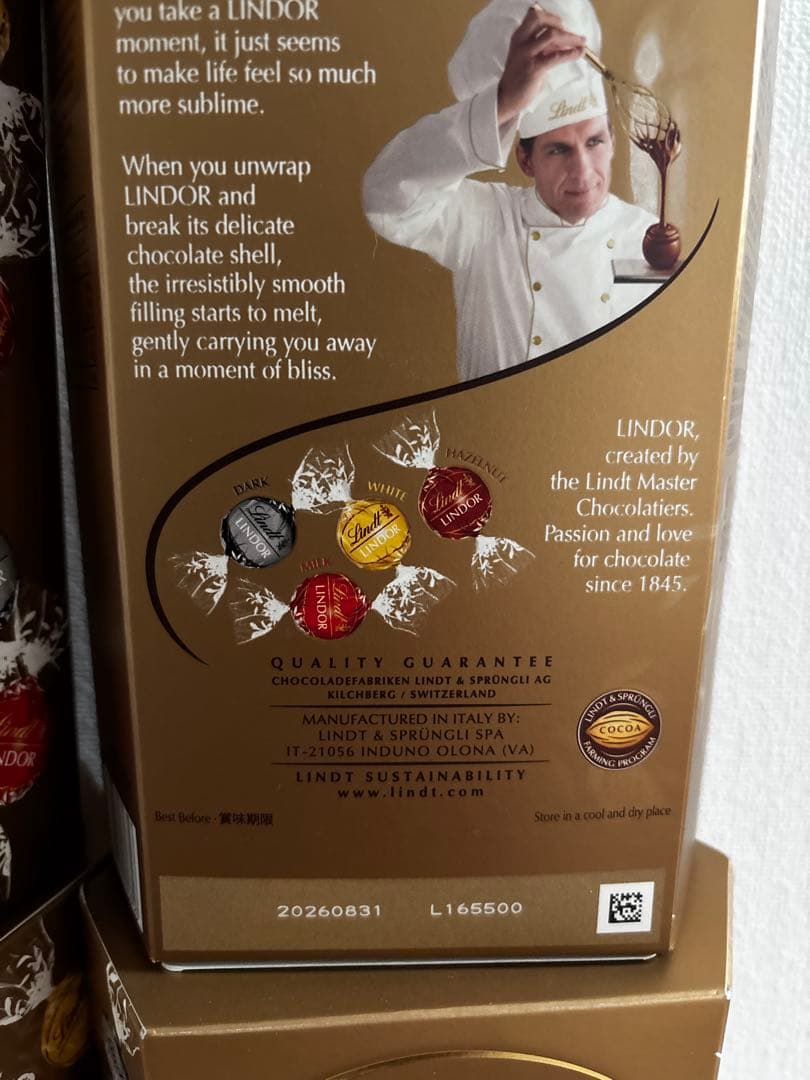 you take a LINDOR
moment, it just seems
to make life feel so much
more sublime.
When you unwrap
LINDOR and
break its delicate
chocolate shell,
the irresistibly smooth
filling starts to melt,
gently carrying you away
in a moment of bliss.
Lindt
LINDOR,
created by
the Lindt Master
Chocolatiers.
Passion and love
for chocolate
since 1845.
DARK
Lindt
LINDOR
WHITE
Lindt
LINDOR
HAZELNUT
Lindt
LINDOR
MILK
Lindt
LINDOR
QUALITY GUARANTEE
CHOCOLADEFABRIKEN LINDT & SPRÜNGLI AG
KILCHBERG / SWITZERLAND
MANUFACTURED IN ITALY BY:
LINDT & SPRÜNGLI SPA
IT-21056 INDUNO OLONA (VA)
LINDT SUSTAINABILITY
www.lindt.com
LINDT & SPRÜNGLI
COCOA
FARMING PROGRAM
Best Before - 賞味期限
Store in a cool and dry place
20260831 L165500